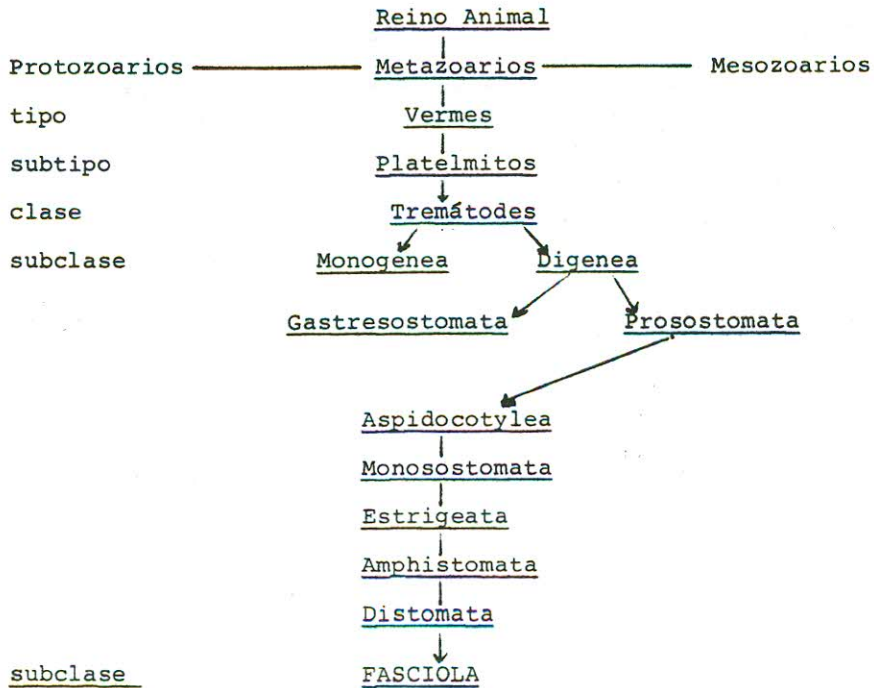 Reino Animal
Protozoarios Metazoarios Mesozoarios
tipo Vermes
subtipo Platelmitos
clase Tremátodes
subclase Monogenea Digenea
Gastresostomata Prosostomata
Aspidocotylea
Monosostomata
Estrigeata
Amphistomata
Distomata
subclase FASCIOLA